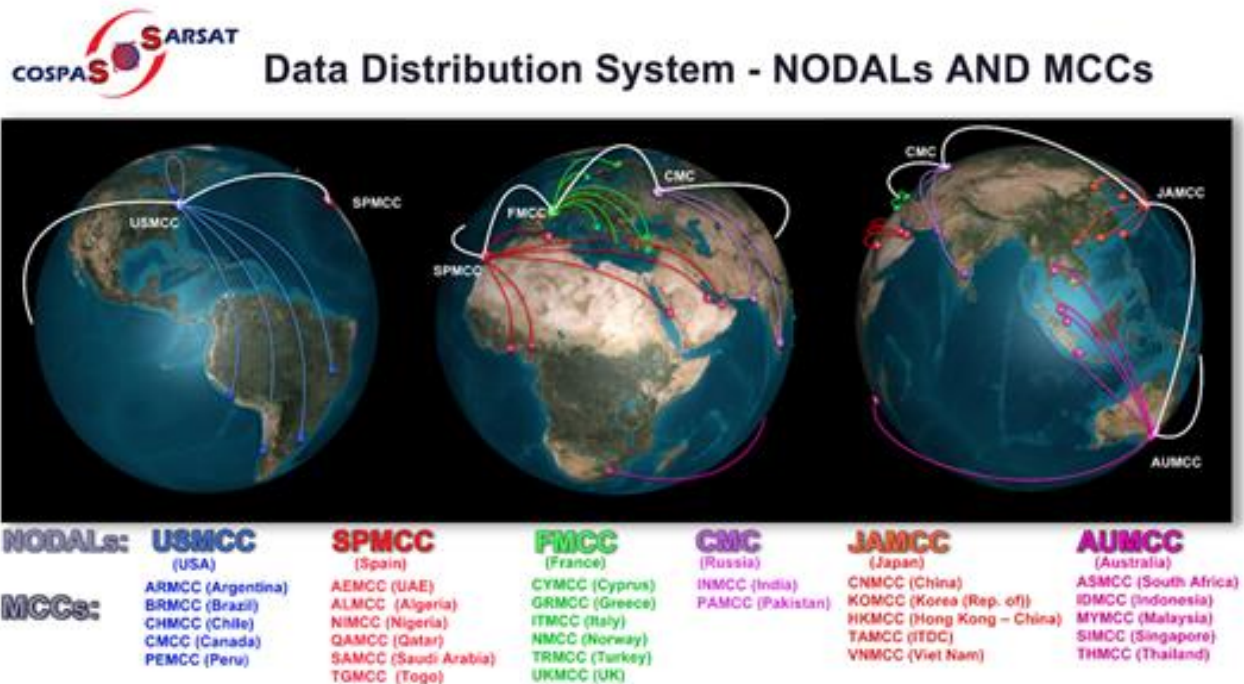 COSPAS SARSAT
Data Distribution System - NODALs AND MCCs
CMC
USMCC
SPMCC
FMCC
CMC
SPMCC
JAMCC
AUMCC
NODALs: USMCC SPMCC FMCC CMC JAMCC AUMCC
(USA) (Spain) (France) (Russia) (Japan) (Australia)
MCCs:
ARMCC (Argentina)
BRMCC (Brazil)
CHMCC (Chile)
CMCC (Canada)
PEMCC (Peru)
AEMCC (UAE)
ALMCC (Algeria)
NIMCC (Nigeria)
QAMCC (Qatar)
SAMCC (Saudi Arabia)
TGMCC (Togo)
CYMCC (Cyprus)
GRMCC (Greece)
ITMCC (Italy)
NMCC (Norway)
TRMCC (Turkey)
UKMCC (UK)
INMCC (India)
PAMCC (Pakistan)
CNMCC (China)
KOMCC (Korea (Rep. of))
HKMCC (Hong Kong – China)
TAMCC (ITDC)
VNMCC (Viet Nam)
ASMCC (South Africa)
IDMCC (Indonesia)
MYMCC (Malaysia)
SIMCC (Singapore)
THMCC (Thailand)